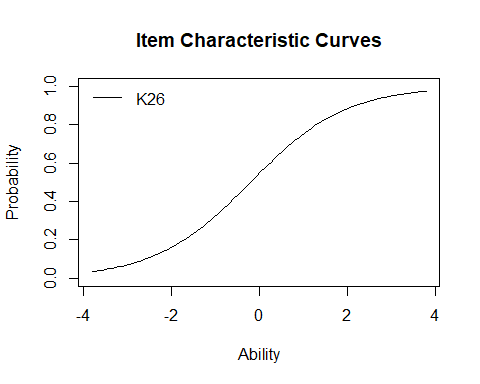 Item Characteristic Curves
K26
Probability
0.0 0.2 0.4 0.6 0.8 1.0
-4 -2 0 2 4
Ability